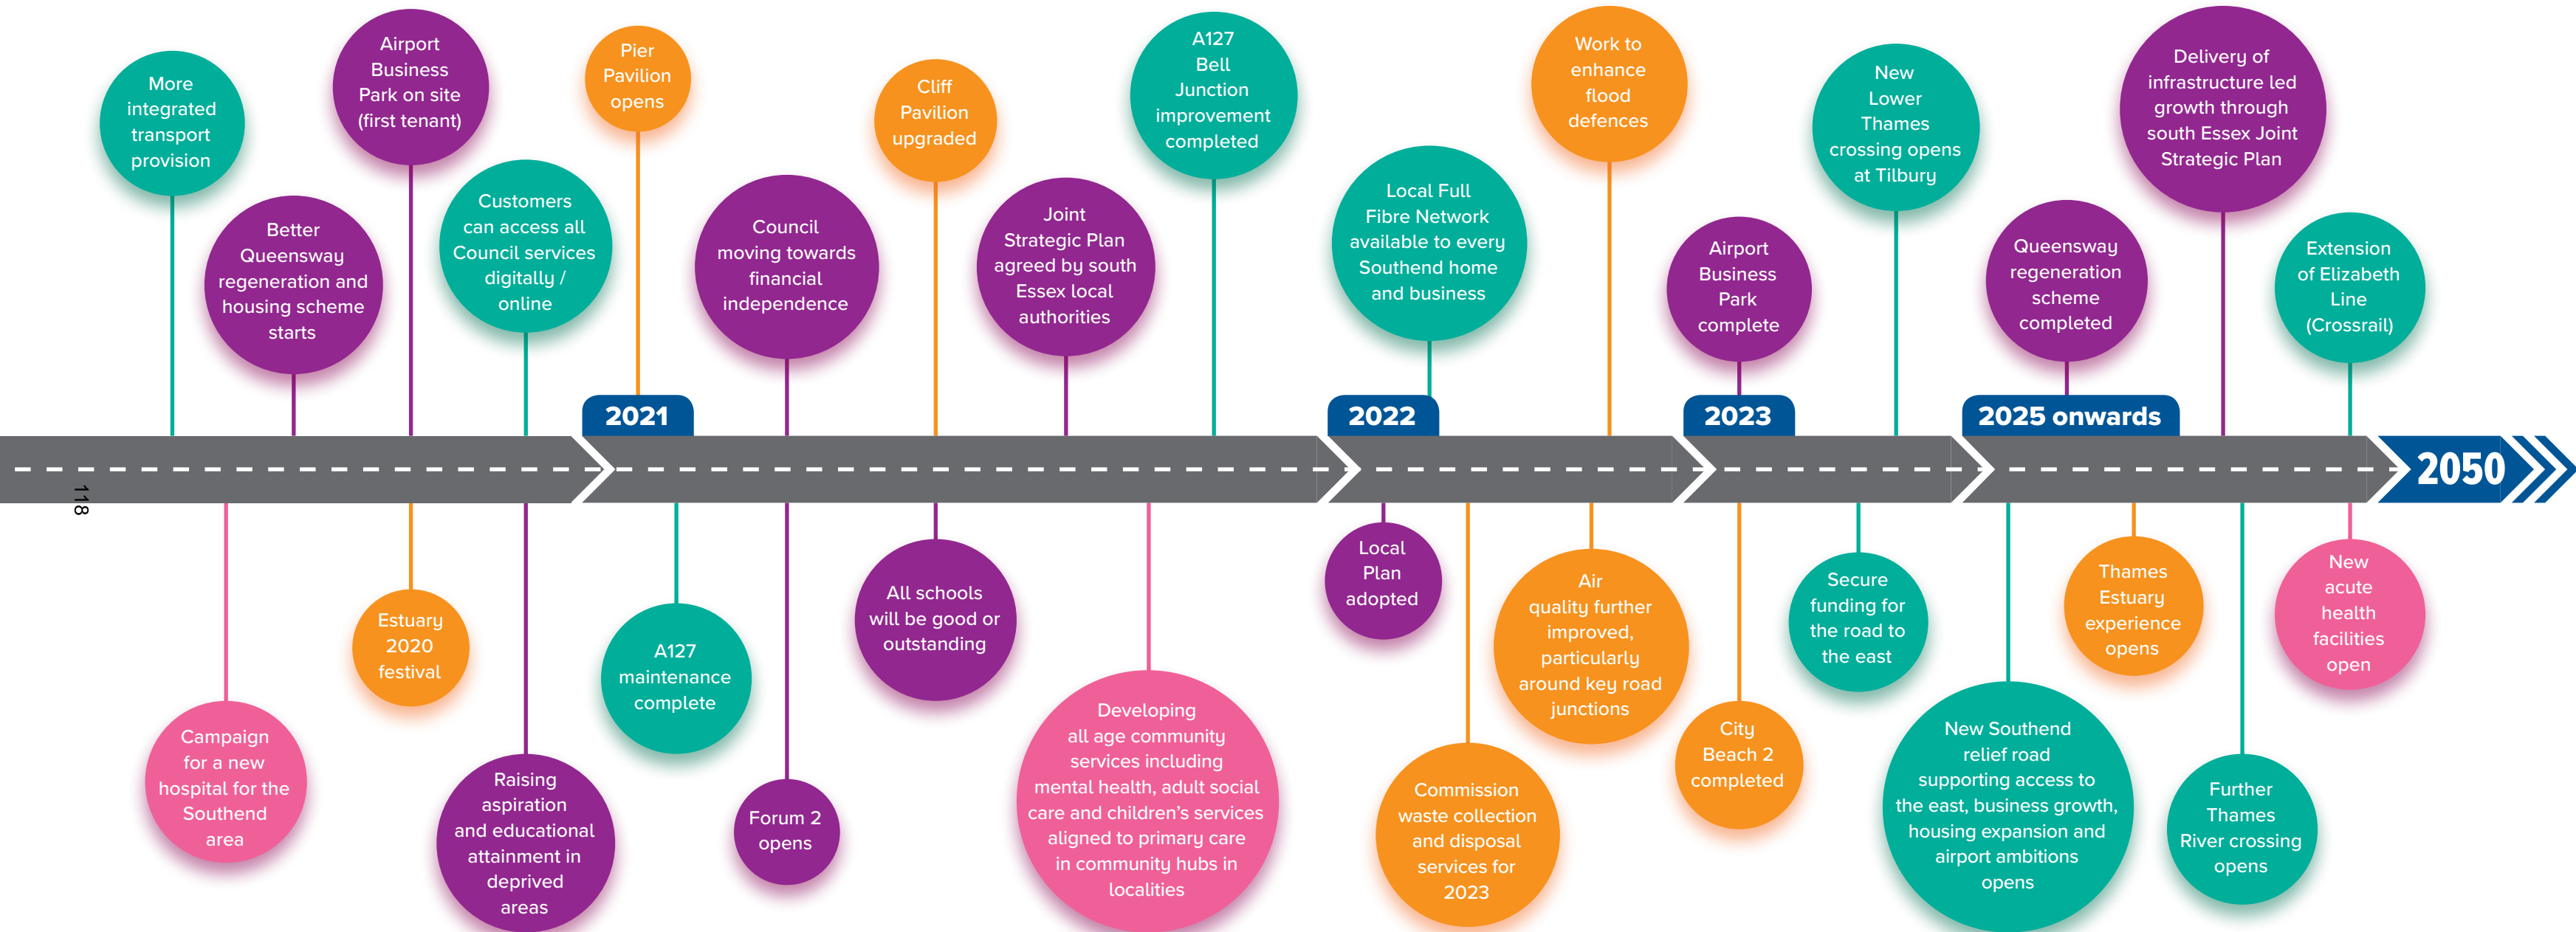 More
integrated
transport
provision
Better
Queensway
regeneration and
housing scheme
starts
Airport
Business
Park on site
(first tenant)
Customers
can access all
Council services
digitally /
online
Pier
Pavilion
opens
Council
moving towards
financial
independence
Cliff
Pavilion
upgraded
Joint
Strategic Plan
agreed by south
Essex local
authorities
A127
Bell
Junction
improvement
completed
Local Full
Fibre Network
available to every
Southend home
and business
Work to
enhance
flood
defences
Airport
Business
Park
complete
New
Lower
Thames
crossing opens
at Tilbury
Queensway
regeneration
scheme
completed
Delivery of
infrastructure led
growth through
south Essex Joint
Strategic Plan
Extension
of Elizabeth
Line
(Crossrail)
2021
2022
2023
2025 onwards
2050
118
Campaign
for a new
hospital for the
Southend
area
Estuary
2020
festival
Raising
aspiration
and educational
attainment in
deprived
areas
A127
maintenance
complete
Forum 2
opens
All schools
will be good or
outstanding
Developing
all age community
services including
mental health, adult social
care and children's services
aligned to primary care
in community hubs in
localities
Local
Plan
adopted
Commission
waste collection
and disposal
services for
2023
Air
quality further
improved,
particularly
around key road
junctions
City
Beach 2
completed
Secure
funding for
the road to
the east
New Southend
relief road
supporting access to
the east, business growth,
housing expansion and
airport ambitions
opens
Thames
Estuary
experience
opens
Further
Thames
River crossing
opens
New
acute
health
facilities
open